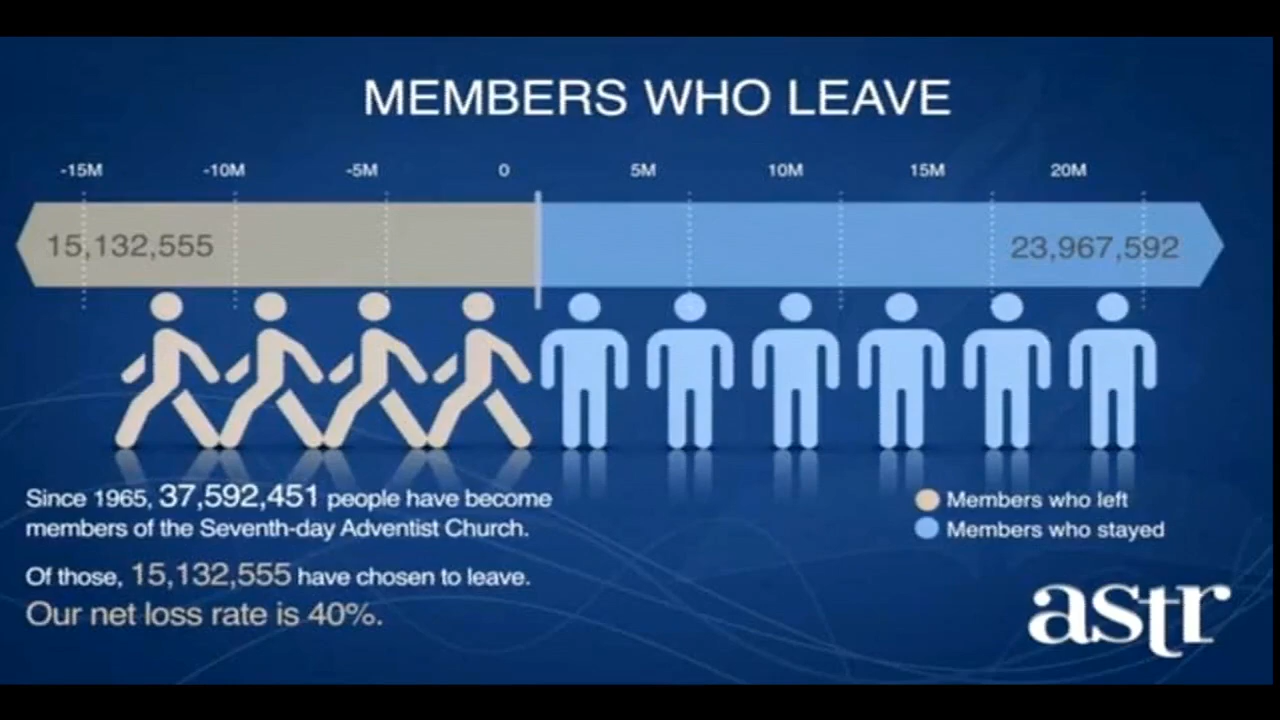 MEMBERS WHO LEAVE
-15M -10M -5M 0 5M 10M 15M 20M
15,132,555 23,967,592
Since 1965, 37,592,451 people have become
members of the Seventh-day Adventist Church.
Of those, 15,132,555 have chosen to leave.
Our net loss rate is 40%.
Members who left
Members who stayed
astr